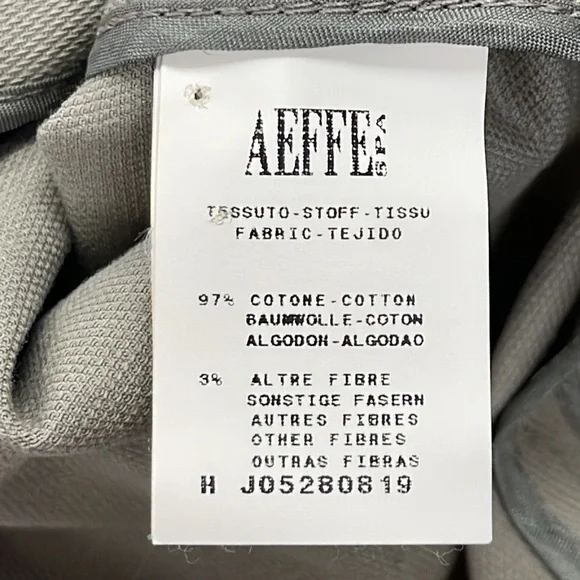 AEFFE SPA
TESSUTO-STOFF-TISSU
FABRIC-TEJIDO
97% COTONE-COTTON
BAUMWOLLE-COTON
ALGODON-ALGODAO
3% ALTRE FIBRE
SONSTIGE FASERN
AUTRES FIBRES
OTHER FIBRES
OUTRAS FIBRAS
H J05280819